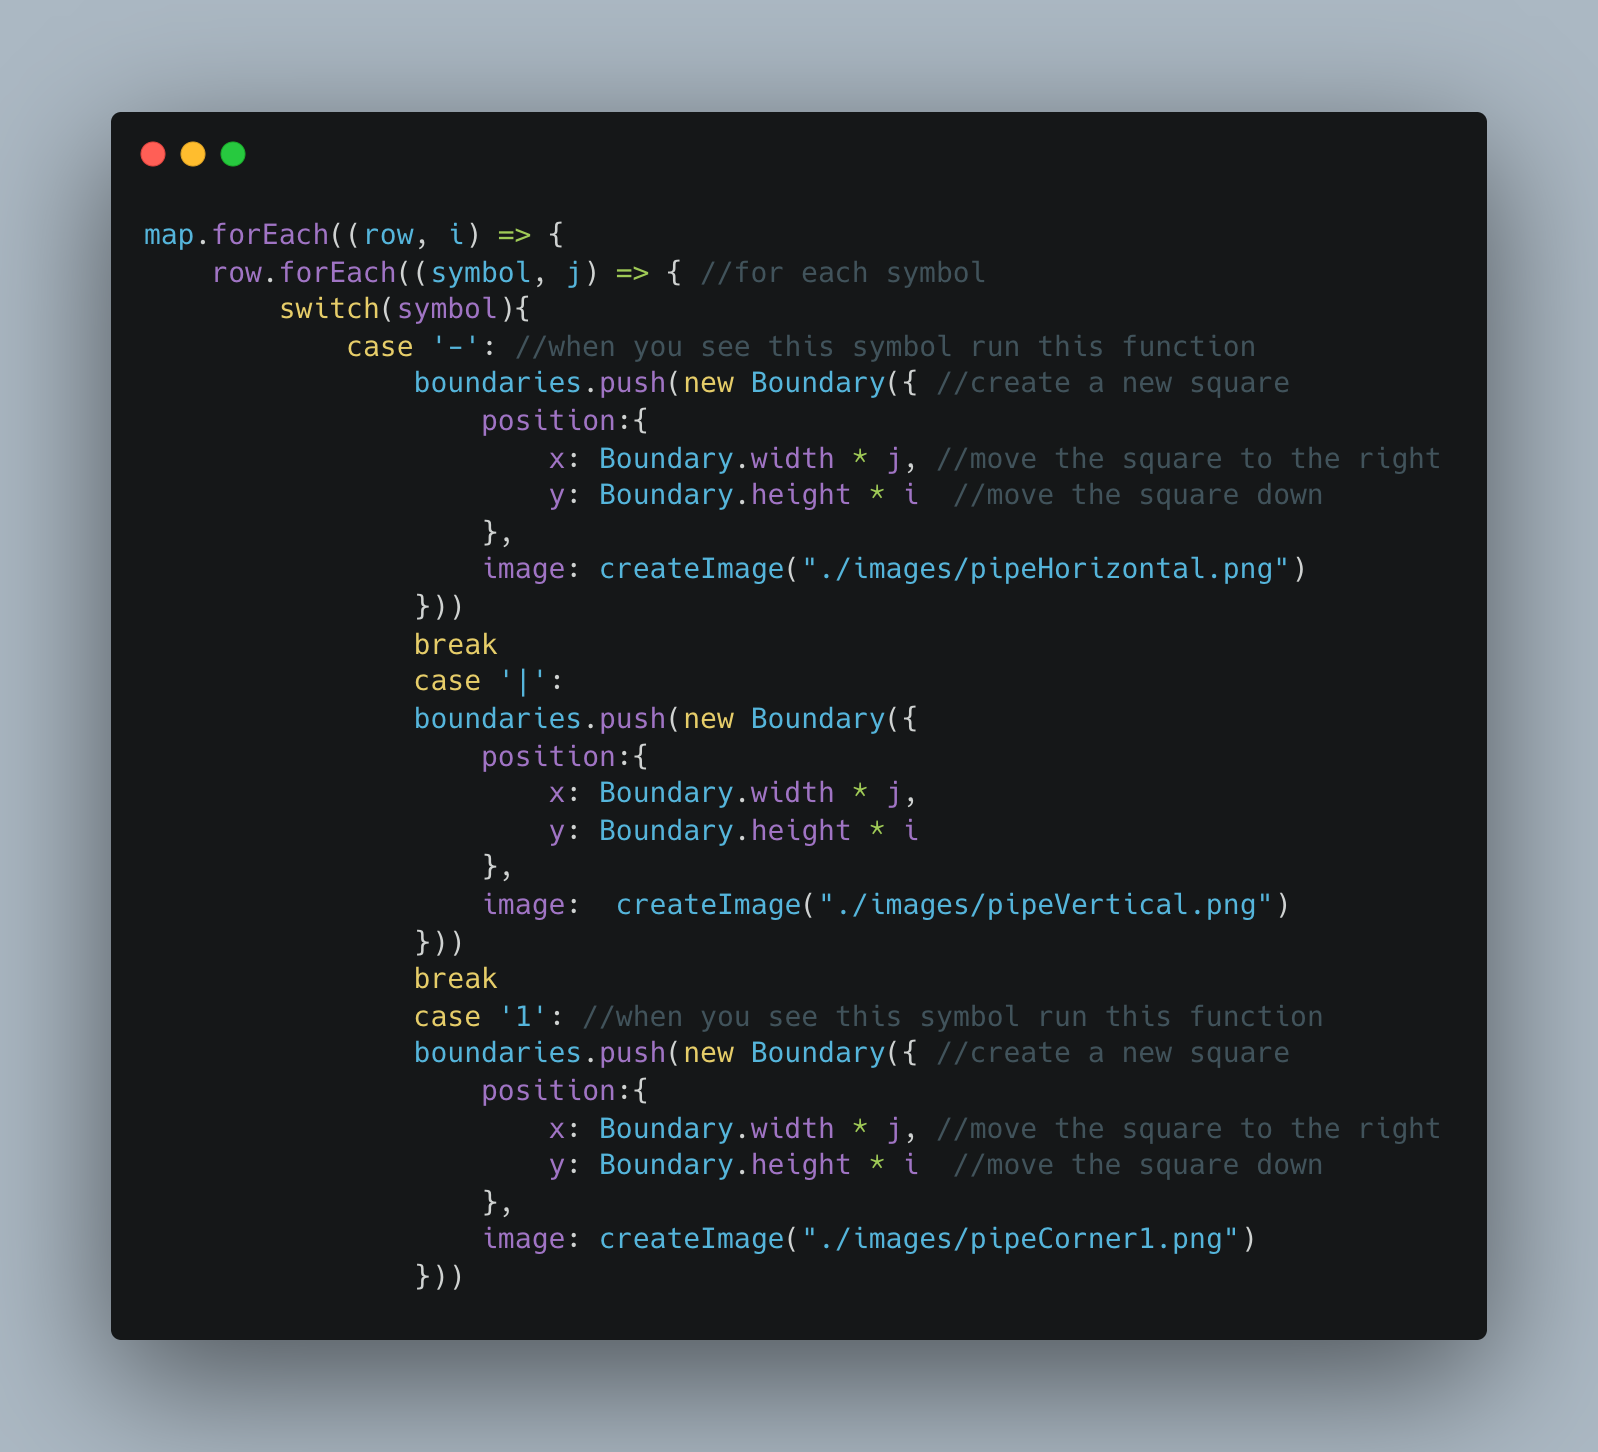 map.forEach((row, i) => {
    row.forEach((symbol, j) => { //for each symbol
        switch(symbol){
            case '-': //when you see this symbol run this function
                boundaries.push(new Boundary({ //create a new square
                    position:{
                        x: Boundary.width * j, //move the square to the right
                        y: Boundary.height * i  //move the square down
                    },
                    image: createImage("./images/pipeHorizontal.png")
                }))
                break
                case '|':
                boundaries.push(new Boundary({
                    position:{
                        x: Boundary.width * j,
                        y: Boundary.height * i
                    },
                    image:  createImage("./images/pipeVertical.png")
                }))
                break
                case '1': //when you see this symbol run this function
                boundaries.push(new Boundary({ //create a new square
                    position:{
                        x: Boundary.width * j, //move the square to the right
                        y: Boundary.height * i  //move the square down
                    },
                    image: createImage("./images/pipeCorner1.png")
                }))